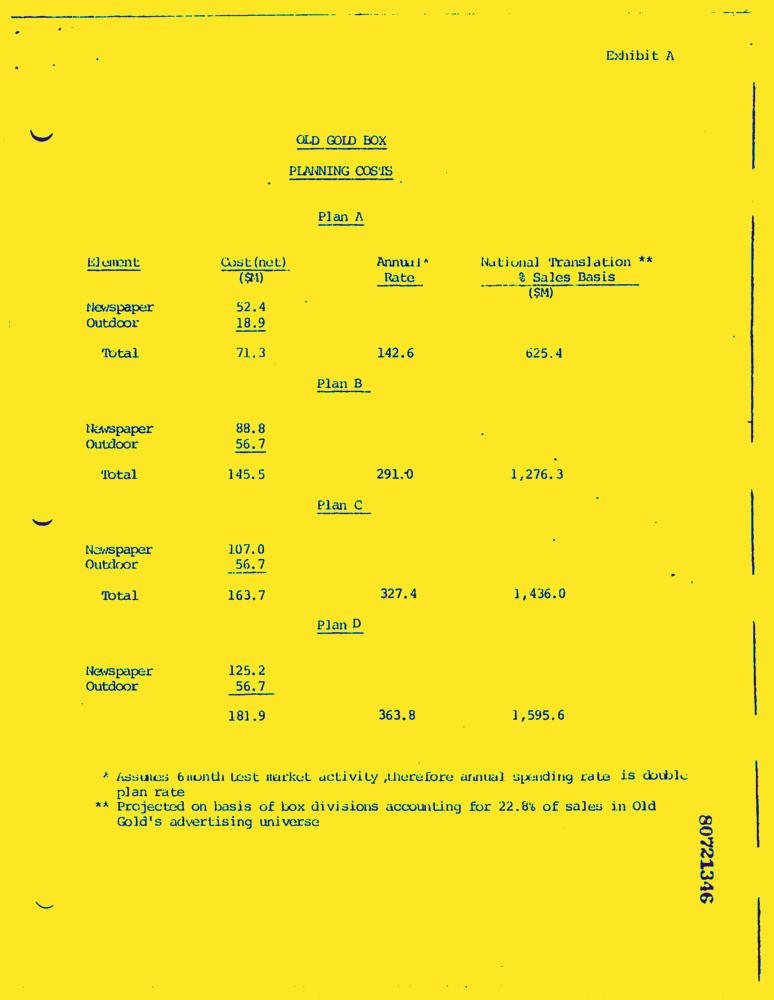 Exhibit A
OLD GOLD BOX
PLANNING COSTS
Plan A
Element Cost(net) Annual* National Translation **
($M) Rate % Sales Basis
($M)
Newspaper 52.4
Outdoor 18.9
Total 71.3 142.6 625.4
Plan B
Newspaper 88.8
Outdoor 56.7
Total 145.5 291.0 1,276.3
Plan C
Newspaper 107.0
Outdoor 56.7
Total 163.7 327.4 1,436.0
Plan D
Newspaper 125.2
Outdoor 56.7
181.9 363.8 1,595.6
* Assumes 6month test market activity ,therefore annual spending rate is double
plan rate
** Projected on basis of box divisions accounting for 22.8% of sales in Old
Gold's advertising universe
80721346